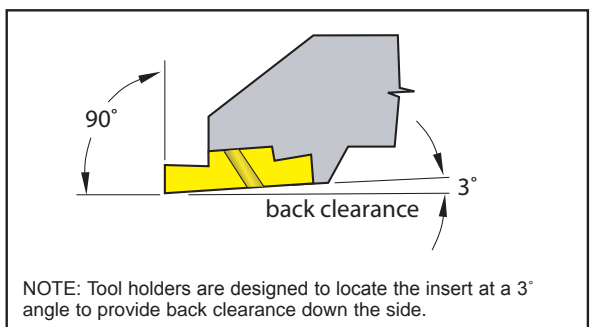 90˚
3˚
back clearance
NOTE: Tool holders are designed to locate the insert at a 3˚
angle to provide back clearance down the side.